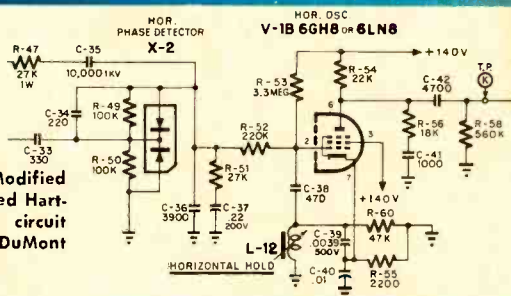 HOR.
PHASE DETECTOR
X-2
HOR. OSC
V-1B 6GH8 OR 6LN8
R-47
27K
1W
C-35
10,000 1KV
C-34
220
R-49
100K
C-33
330
R-50
100K
C-36
3900
R-51
27K
C-37
.22
200V
R-52
220K
R-53
3.3MEG
R-54
22K
+140V
C-42
4700
T.P.
K
R-56
18K
R-58
560K
C-41
1000
6
2
3
7
C-38
470
+140V
L-12
HORIZONTAL HOLD
C-39
.0039
500V
R-60
47K
C-40
.01
R-55
2200
Modified
ed Hart-
circuit
DuMont